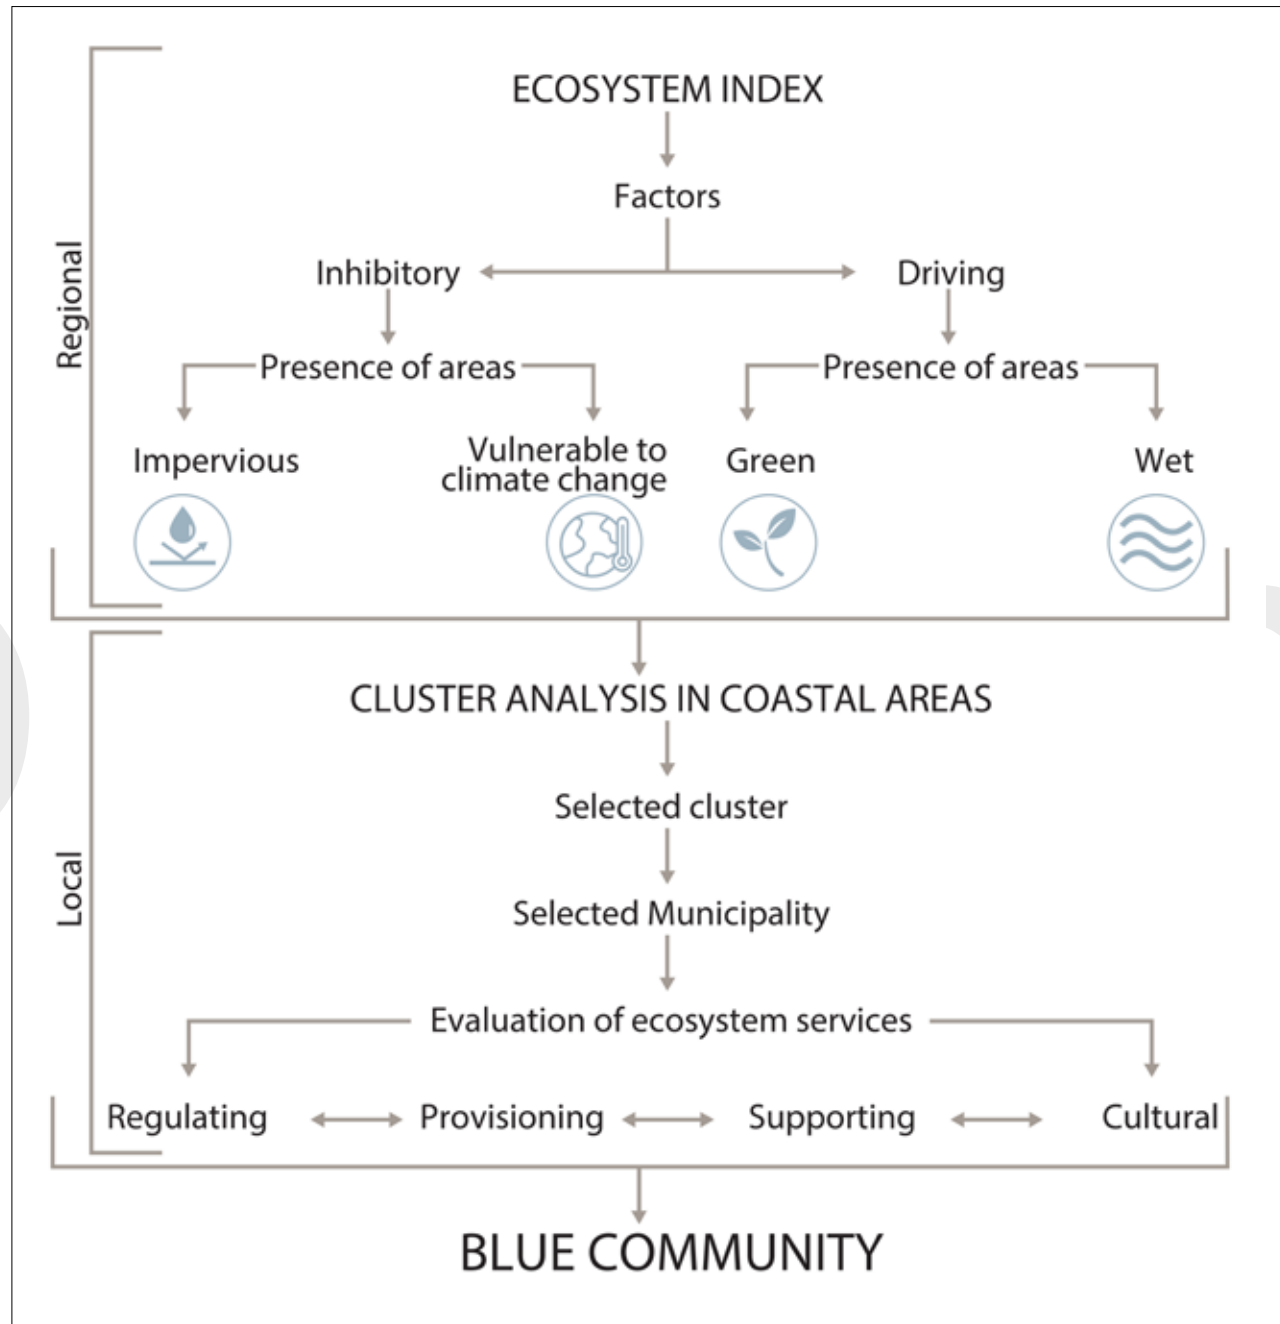 ECOSYSTEM INDEX
Factors
Inhibitory
Driving
Regional
Presence of areas
Presence of areas
Impervious
Vulnerable to
climate change
Green
Wet
CLUSTER ANALYSIS IN COASTAL AREAS
Selected cluster
Local
Selected Municipality
Evaluation of ecosystem services
Regulating
Provisioning
Supporting
Cultural
BLUE COMMUNITY